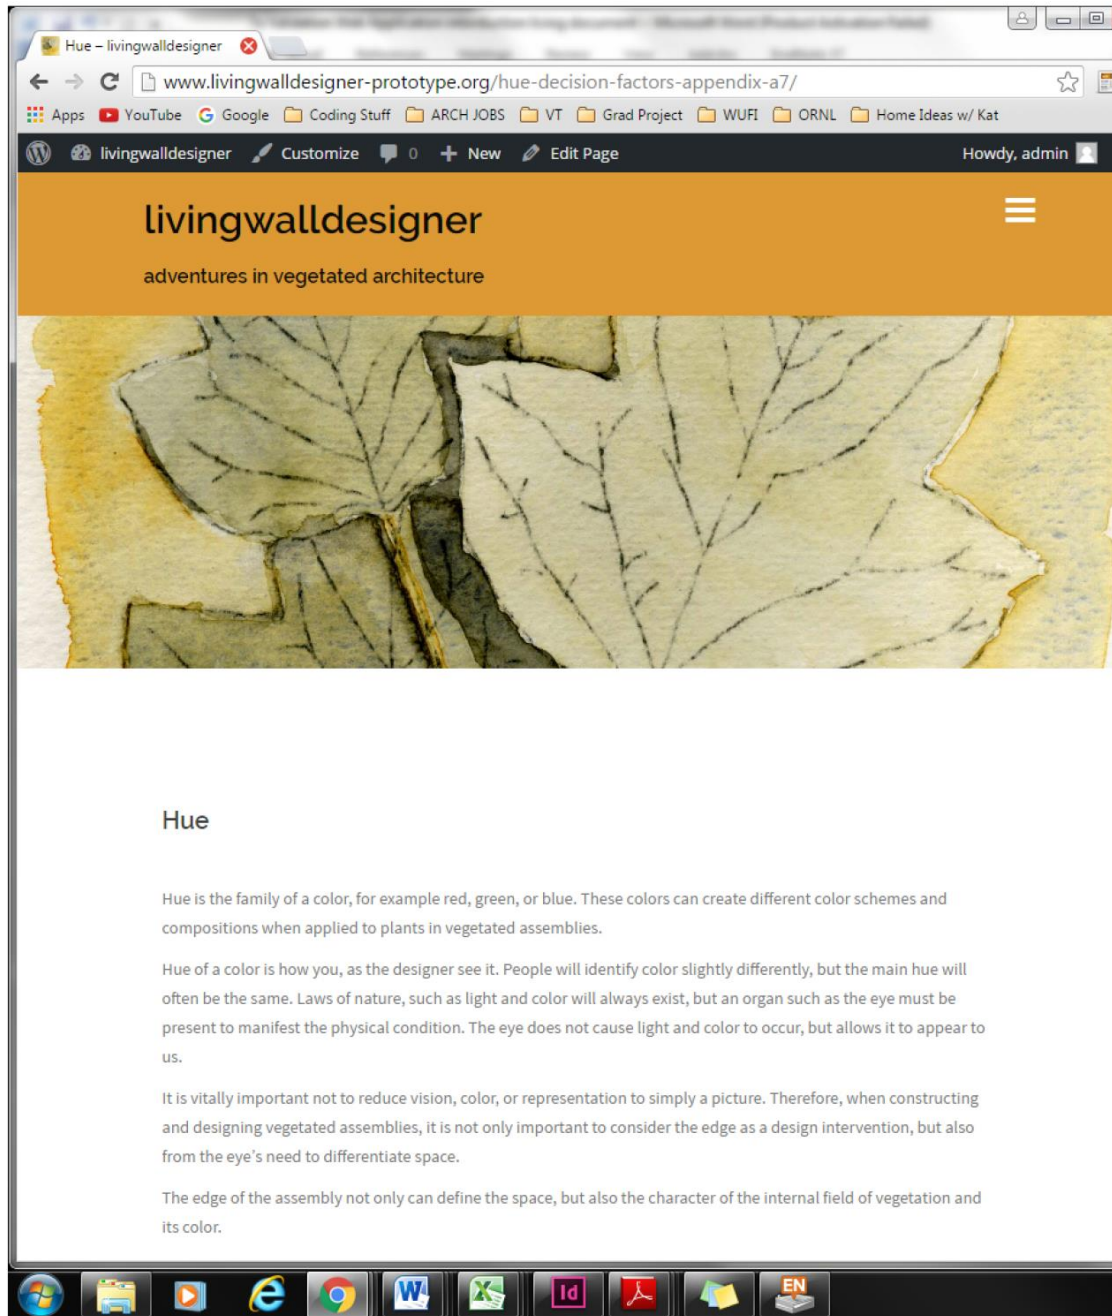 Hue – livingwalldesigner
www.livingwalldesigner-prototype.org/hue-decision-factors-appendix-a7/
Apps YouTube Google Coding Stuff ARCH JOBS VT Grad Project WUFI ORNL Home Ideas w/ Kat
livingwalldesigner Customize 0 New Edit Page Howdy, admin
livingwalldesigner
adventures in vegetated architecture
Hue
Hue is the family of a color, for example red, green, or blue. These colors can create different color schemes and
compositions when applied to plants in vegetated assemblies.
Hue of a color is how you, as the designer see it. People will identify color slightly differently, but the main hue will
often be the same. Laws of nature, such as light and color will always exist, but an organ such as the eye must be
present to manifest the physical condition. The eye does not cause light and color to occur, but allows it to appear to
us.
It is vitally important not to reduce vision, color, or representation to simply a picture. Therefore, when constructing
and designing vegetated assemblies, it is not only important to consider the edge as a design intervention, but also
from the eye's need to differentiate space.
The edge of the assembly not only can define the space, but also the character of the internal field of vegetation and
its color.
Id
EN